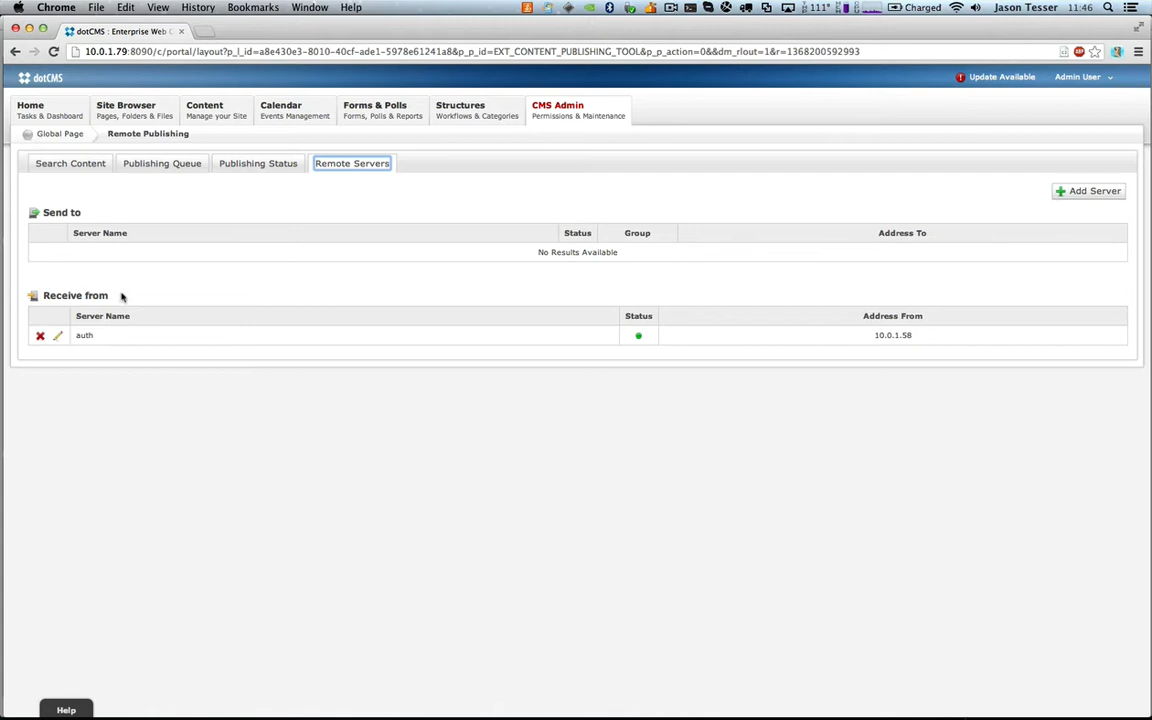 Chrome File Edit View History Bookmarks Window Help 111° Charged Jason Tesser 11:46
dotCMS : Enterprise Web C
10.0.1.79:8090/c/portal/layout?p_l_id=a8e430e3-8010-40cf-ade1-5978e61241a8&p_p_id=EXT_CONTENT_PUBLISHING_TOOL&p_p_action=0&&dm_rlout=1&r=1368200592993
dotCMS Update Available Admin User
Home Site Browser Content Calendar Forms & Polls Structures CMS Admin
Tasks & Dashboard Pages, Folders & Files Manage your Site Events Management Forms, Polls & Reports Workflows & Categories Permissions & Maintenance
Global Page Remote Publishing
Search Content Publishing Queue Publishing Status Remote Servers
Add Server
Send to
Server Name Status Group Address To
No Results Available
Receive from
Server Name Status Address From
auth 10.0.1.58
Help